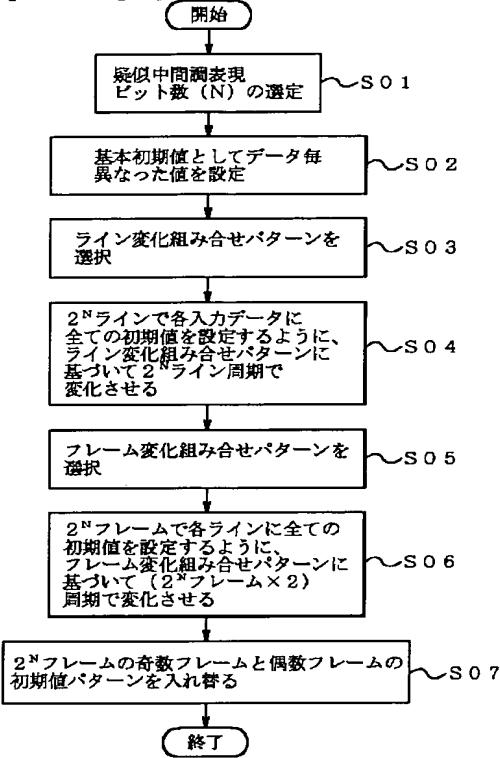 開始
疑似中間調表現
ビット数（N）の選定
S01
基本初期値としてデータ毎
異なった値を設定
S02
ライン変化組み合せパターンを
選択
S03
2ᴺラインで各入力データに
全ての初期値を設定するように、
ライン変化組み合せパターンに
基づいて2ᴺライン周期で
変化させる
S04
フレーム変化組み合せパターンを
選択
S05
2ᴺフレームで各ラインに全ての
初期値を設定するように、
フレーム変化組み合せパターンに
基づいて（2ᴺフレーム×2）
周期で変化させる
S06
2ᴺフレームの奇数フレームと偶数フレームの
初期値パターンを入れ替る
S07
終了